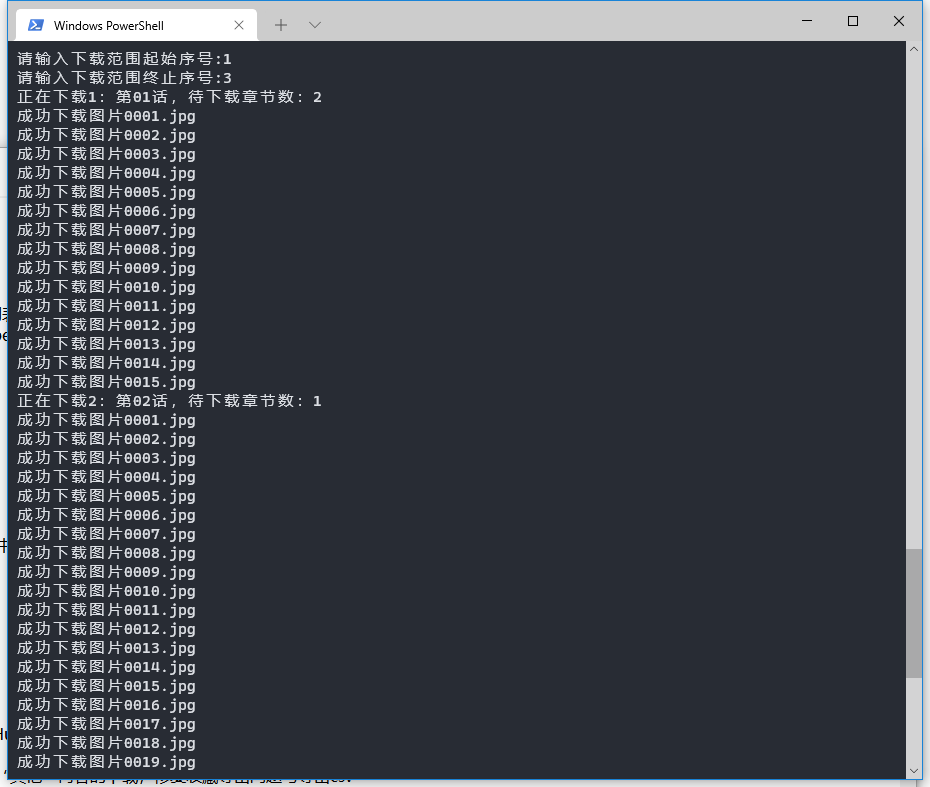 Windows PowerShell
请输入下载范围起始序号:1
请输入下载范围终止序号:3
正在下载1: 第01话, 待下载章节数: 2
成功下载图片0001.jpg
成功下载图片0002.jpg
成功下载图片0003.jpg
成功下载图片0004.jpg
成功下载图片0005.jpg
成功下载图片0006.jpg
成功下载图片0007.jpg
成功下载图片0008.jpg
成功下载图片0009.jpg
成功下载图片0010.jpg
成功下载图片0011.jpg
成功下载图片0012.jpg
成功下载图片0013.jpg
成功下载图片0014.jpg
成功下载图片0015.jpg
正在下载2: 第02话, 待下载章节数: 1
成功下载图片0001.jpg
成功下载图片0002.jpg
成功下载图片0003.jpg
成功下载图片0004.jpg
成功下载图片0005.jpg
成功下载图片0006.jpg
成功下载图片0007.jpg
成功下载图片0008.jpg
成功下载图片0009.jpg
成功下载图片0010.jpg
成功下载图片0011.jpg
成功下载图片0012.jpg
成功下载图片0013.jpg
成功下载图片0014.jpg
成功下载图片0015.jpg
成功下载图片0016.jpg
成功下载图片0017.jpg
成功下载图片0018.jpg
成功下载图片0019.jpg